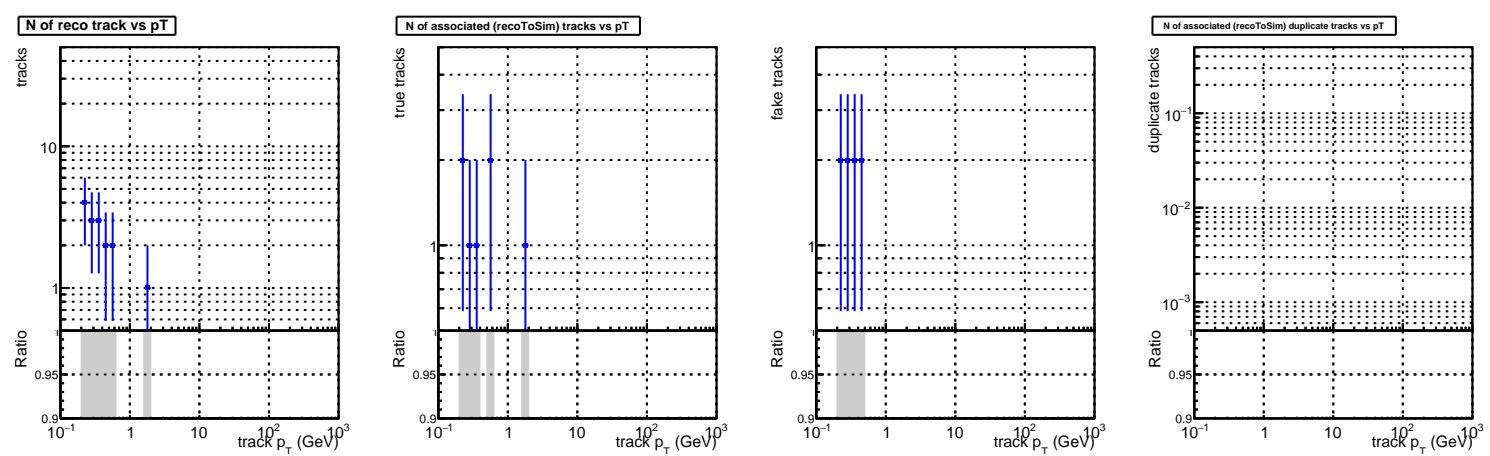 N of reco track vs pT
tracks
10
1
Ratio
1
0.95
0.9
10⁻¹ 1 10 10² 10³
track p_T (GeV)
N of associated (recoToSim) tracks vs pT
true tracks
1
Ratio
1
0.95
0.9
10⁻¹ 1 10 10² 10³
track p_T (GeV)
fake tracks
1
Ratio
1
0.95
0.9
10⁻¹ 1 10 10² 10³
track p_T (GeV)
N of associated (recoToSim) duplicate tracks vs pT
duplicate tracks
10⁻¹
10⁻²
10⁻³
Ratio
1
0.95
0.9
10⁻¹ 1 10 10² 10³
track p_T (GeV)